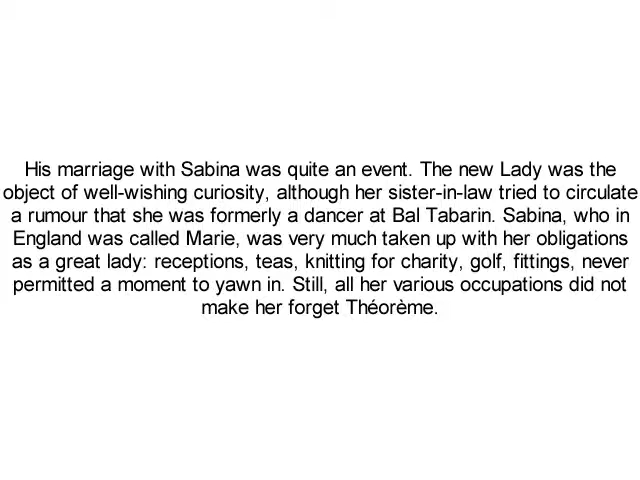 His marriage with Sabina was quite an event. The new Lady was the
object of well-wishing curiosity, although her sister-in-law tried to circulate
a rumour that she was formerly a dancer at Bal Tabarin. Sabina, who in
England was called Marie, was very much taken up with her obligations
as a great lady: receptions, teas, knitting for charity, golf, fittings, never
permitted a moment to yawn in. Still, all her various occupations did not
make her forget Théorème.